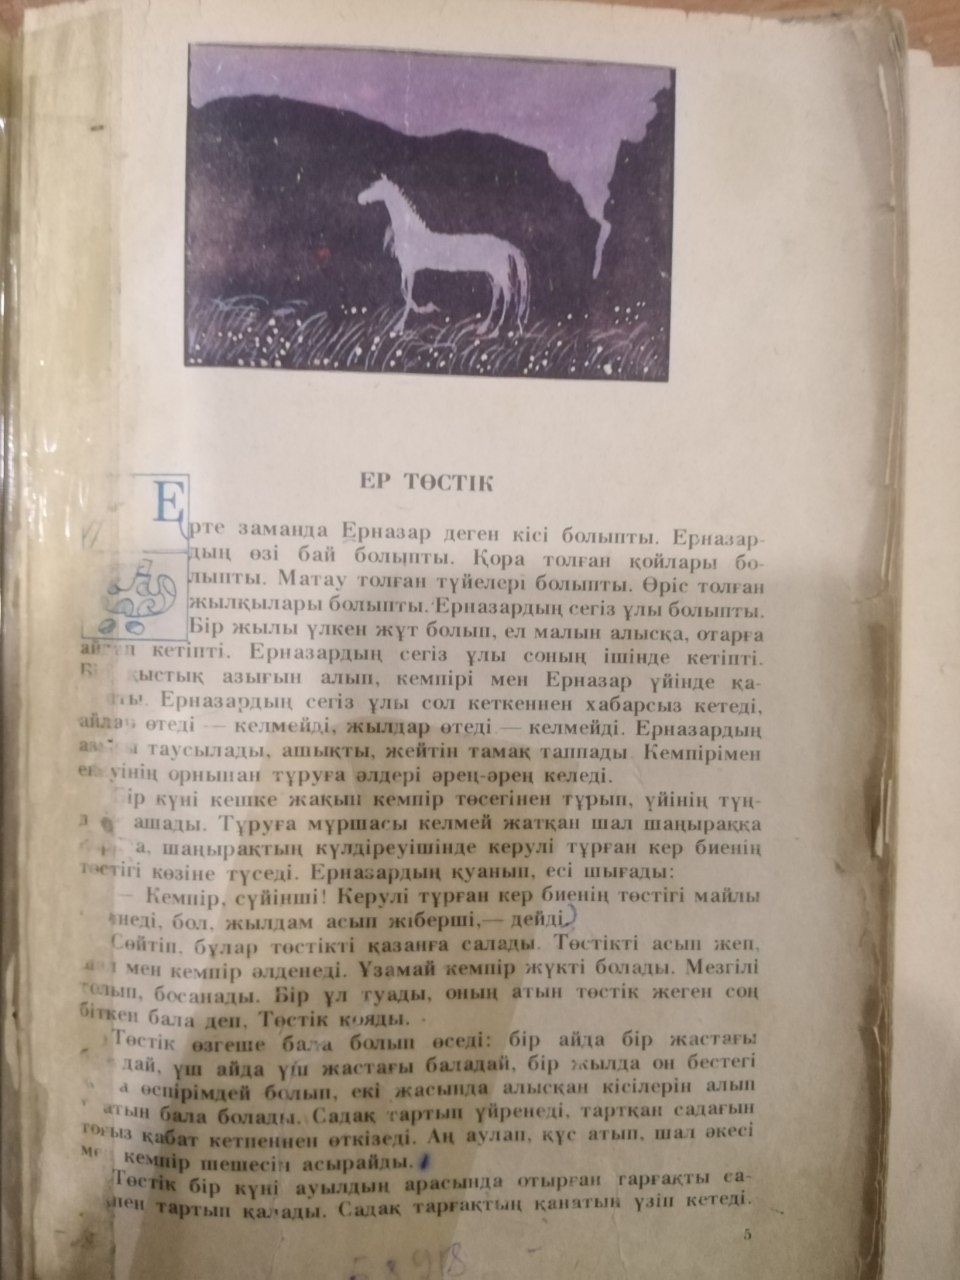 ЕР ТӨСТІК
Ерте заманда Ерназар деген кісі болыпты. Ерназар-
дың өзі бай болыпты. Қора толған қойлары бо-
лыпты. Матау толған түйелері болыпты. Өріс толған
жылқылары болыпты. Ерназардың сегіз ұлы болыпты.
Бір жылы үлкен жұт болып, ел малын алысқа, отарға
кетіпті. Ерназардың сегіз ұлы соның ішінде кетіпті.
қыстық азығын алып, кемпірі мен Ерназар үйінде қа-
Ерназардың сегіз ұлы сол кеткеннен хабарсыз кетеді,
айлар өтеді — келмейді, жылдар өтеді — келмейді. Ерназардың
таусылады, ашықты, жейтін тамақ таппады. Кемпірімен
екеуінің орнынан тұруға әлдері әрең-әрең келеді.
Бір күні кешке жақын кемпір төсегінен тұрып, үйінің түң-
ашады. Тұруға мұршасы келмей жатқан шал шаңыраққа
шаңырақтың күлдіреуішінде керулі тұрған кер биенің
төстігі көзіне түседі. Ерназардың қуанып, есі шығады:
— Кемпір, сүйінші! Керулі тұрған кер биенің төстігі майлы
бол, жылдам асып жіберші,— дейді.
Сөйтіп, бұлар төстікті қазанға салады. Төстікті асып жеп,
мен кемпір әлденеді. Ұзамай кемпір жүкті болады. Мезгілі
толып, босанады. Бір ұл туады, оның атын төстік жеген соң
біткен бала деп, Төстік қояды.
Төстік өзгеше бала болып өседі: бір айда бір жастағы
үш айда үш жастағы баладай, бір жылда он бестегі
өспірімдей болып, екі жасында алысқан кісілерін алып
бала болады. Садақ тартып үйренеді, тартқан садағын
тоғыз қабат кетпеннен өткізеді. Аң аулап, құс атып, шал әкесі
мен кемпір шешесін асырайды.
Төстік бір күні ауылдың арасында отырған тарғақты са-
тартып қалады. Садақ тарғақтың қанатын үзіп кетеді.
5